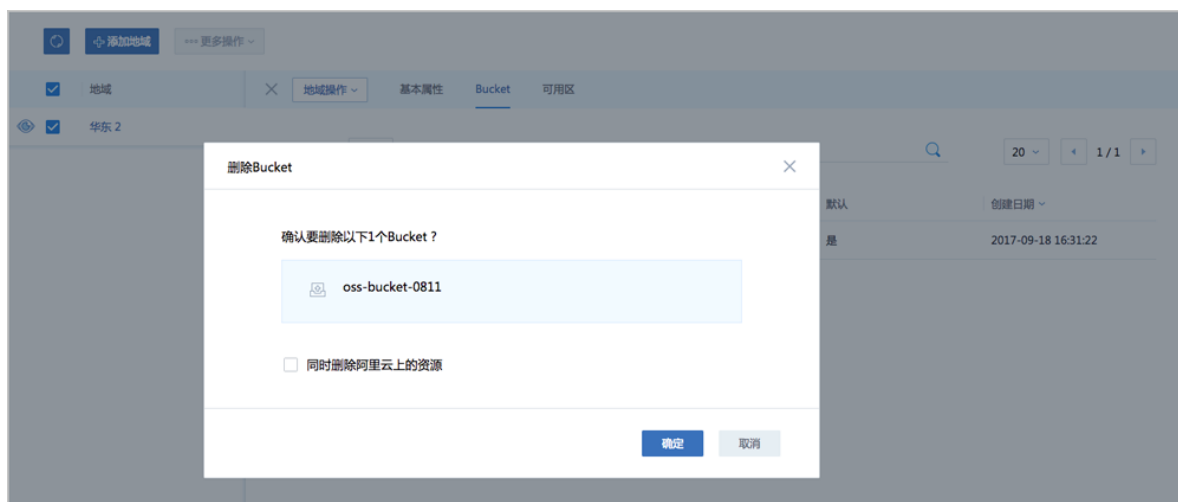 添加地域 ••• 更多操作
地域 地域操作 基本属性 Bucket 可用区
华东 2
20 1 / 1
删除Bucket
默认 创建日期
确认要删除以下1个Bucket？
是 2017-09-18 16:31:22
oss-bucket-0811
同时删除阿里云上的资源
确定 取消